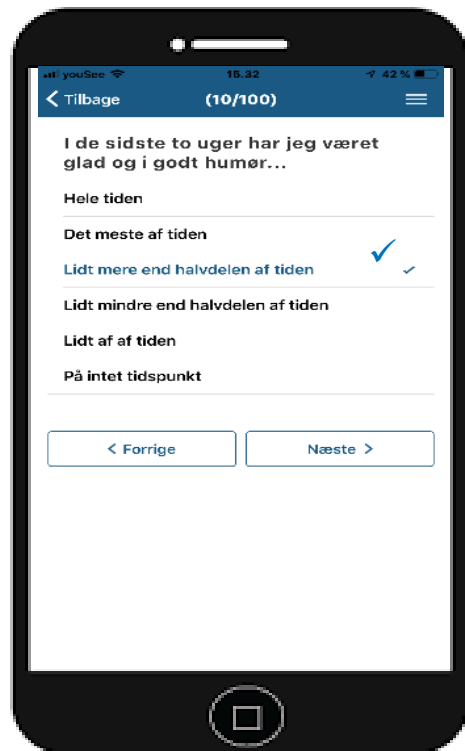 youSee 15.32 42 %
Tilbage (10/100)
I de sidste to uger har jeg været
glad og i godt humør...
Hele tiden
Det meste af tiden
Lidt mere end halvdelen af tiden
Lidt mindre end halvdelen af tiden
Lidt af af tiden
På intet tidspunkt
< Forrige Næste >